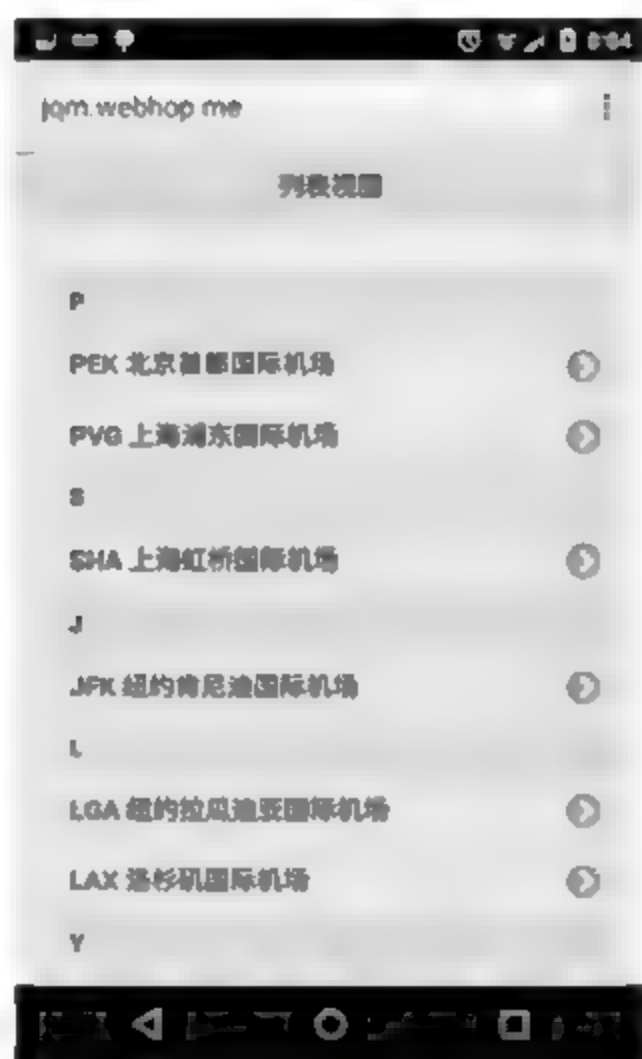 jqm.webhop.me
列表视图
P
PEK 北京首都国际机场
PVG 上海浦东国际机场
S
SHA 上海虹桥国际机场
J
JFK 纽约肯尼迪国际机场
L
LGA 纽约拉瓜迪亚国际机场
LAX 洛杉矶国际机场
Y